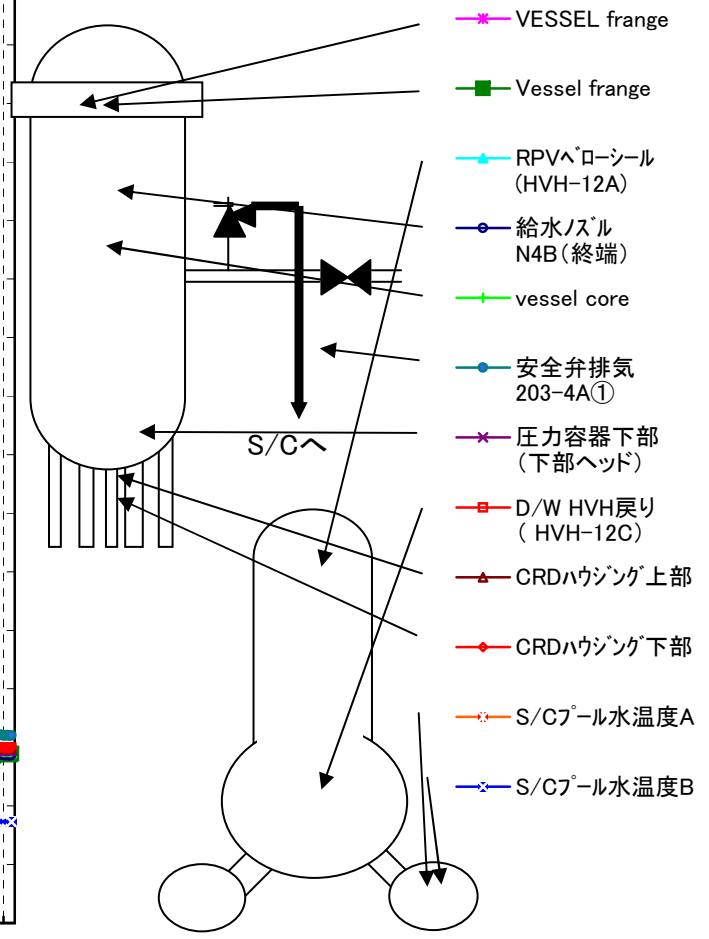 VESSEL frange
Vessel frange
RPVベローシール
(HVH-12A)
給水ノズル
N4B(終端)
vessel core
安全弁排気
203-4A①
圧力容器下部
(下部ヘッド)
D/W HVH戻り
( HVH-12C)
CRDハウジング上部
CRDハウジング下部
S/Cプール水温度A
S/Cプール水温度B
S/Cへ